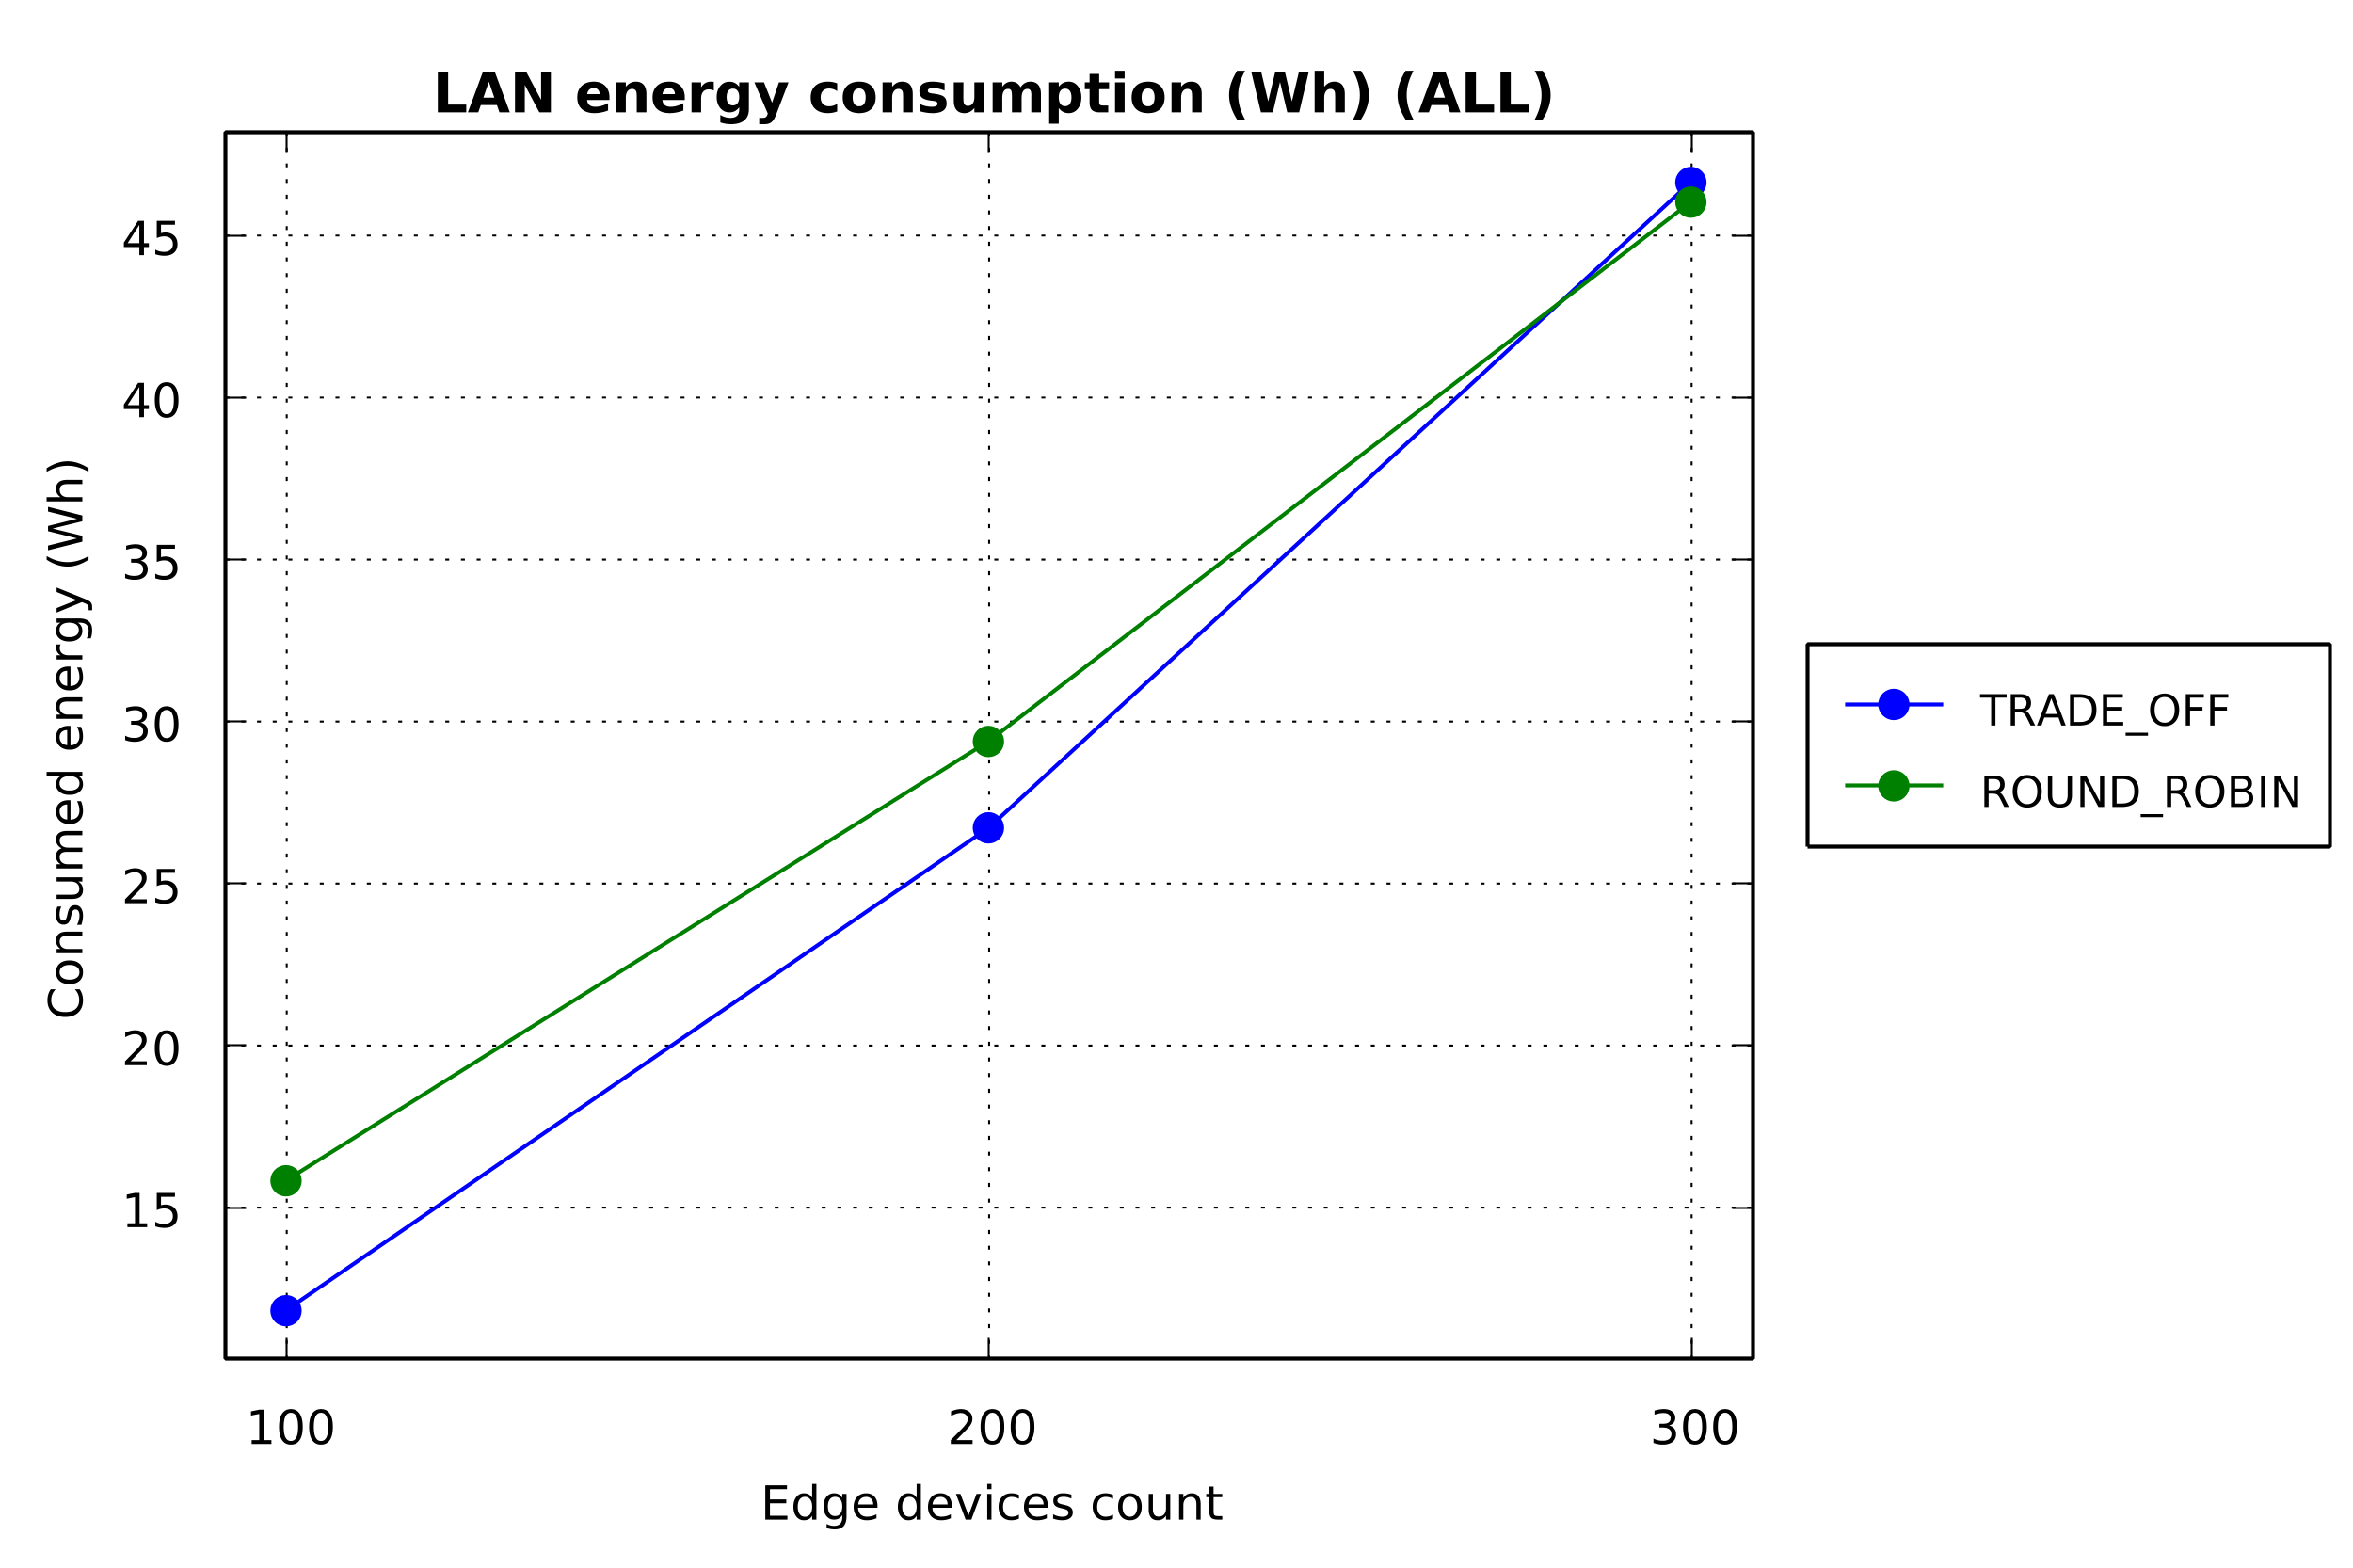 LAN energy consumption (Wh) (ALL)
Consumed energy (Wh)
45
40
35
30
25
20
15
100 200 300
Edge devices count
TRADE_OFF
ROUND_ROBIN